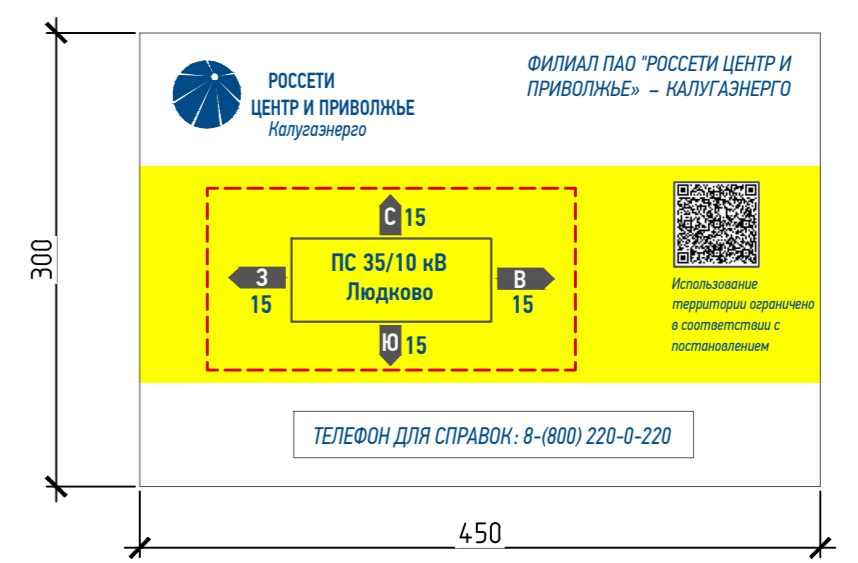 РОССЕТИ
ЦЕНТР И ПРИВОЛЖЬЕ
Калугаэнерго
ФИЛИАЛ ПАО "РОССЕТИ ЦЕНТР И
ПРИВОЛЖЬЕ» – КАЛУГАЭНЕРГО
С 15
З
15
ПС 35/10 кВ
Людково
В
15
Ю 15
Использование
территории ограничено
в соответствии с
постановлением
ТЕЛЕФОН ДЛЯ СПРАВОК: 8-(800) 220-0-220
300
450